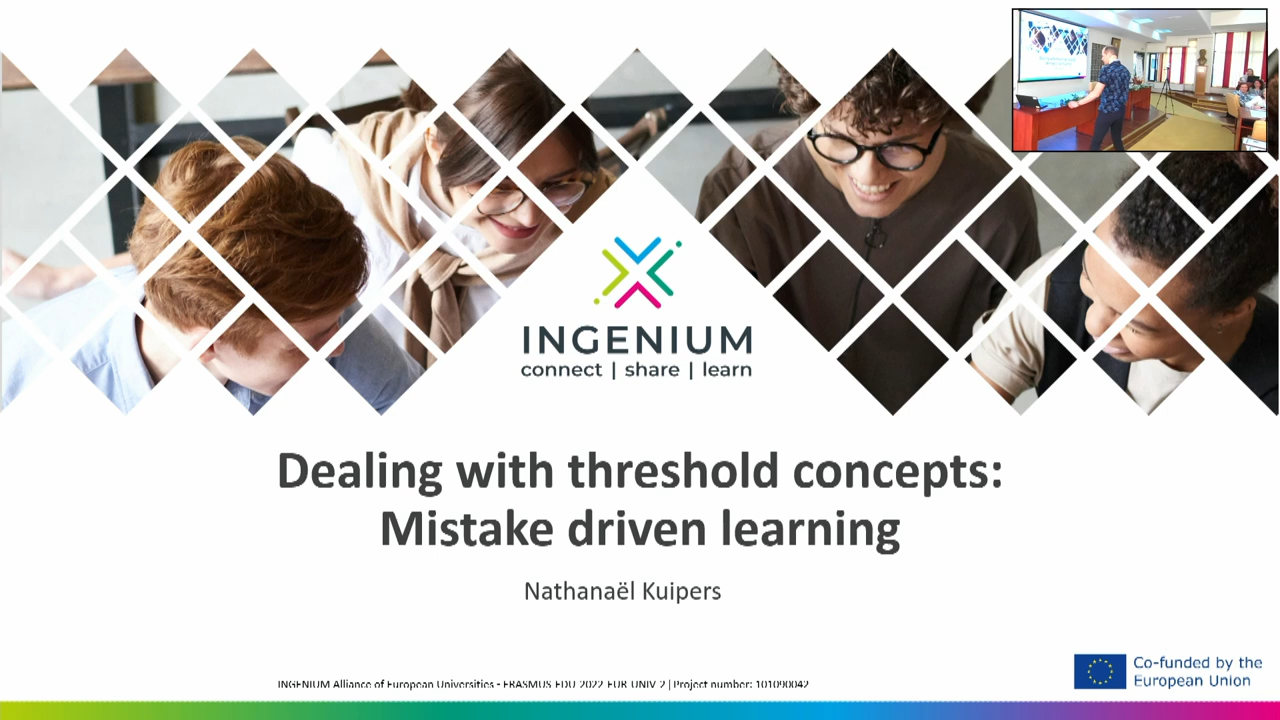 INGENIUM
connect | share | learn
Dealing with threshold concepts:
Mistake driven learning
Nathanaël Kuipers
INGENIUM Alliance of European Universities - ERASMUS-EDU-2022-EUR-UNIV-2 | Project number: 101090042
Co-funded by the
European Union